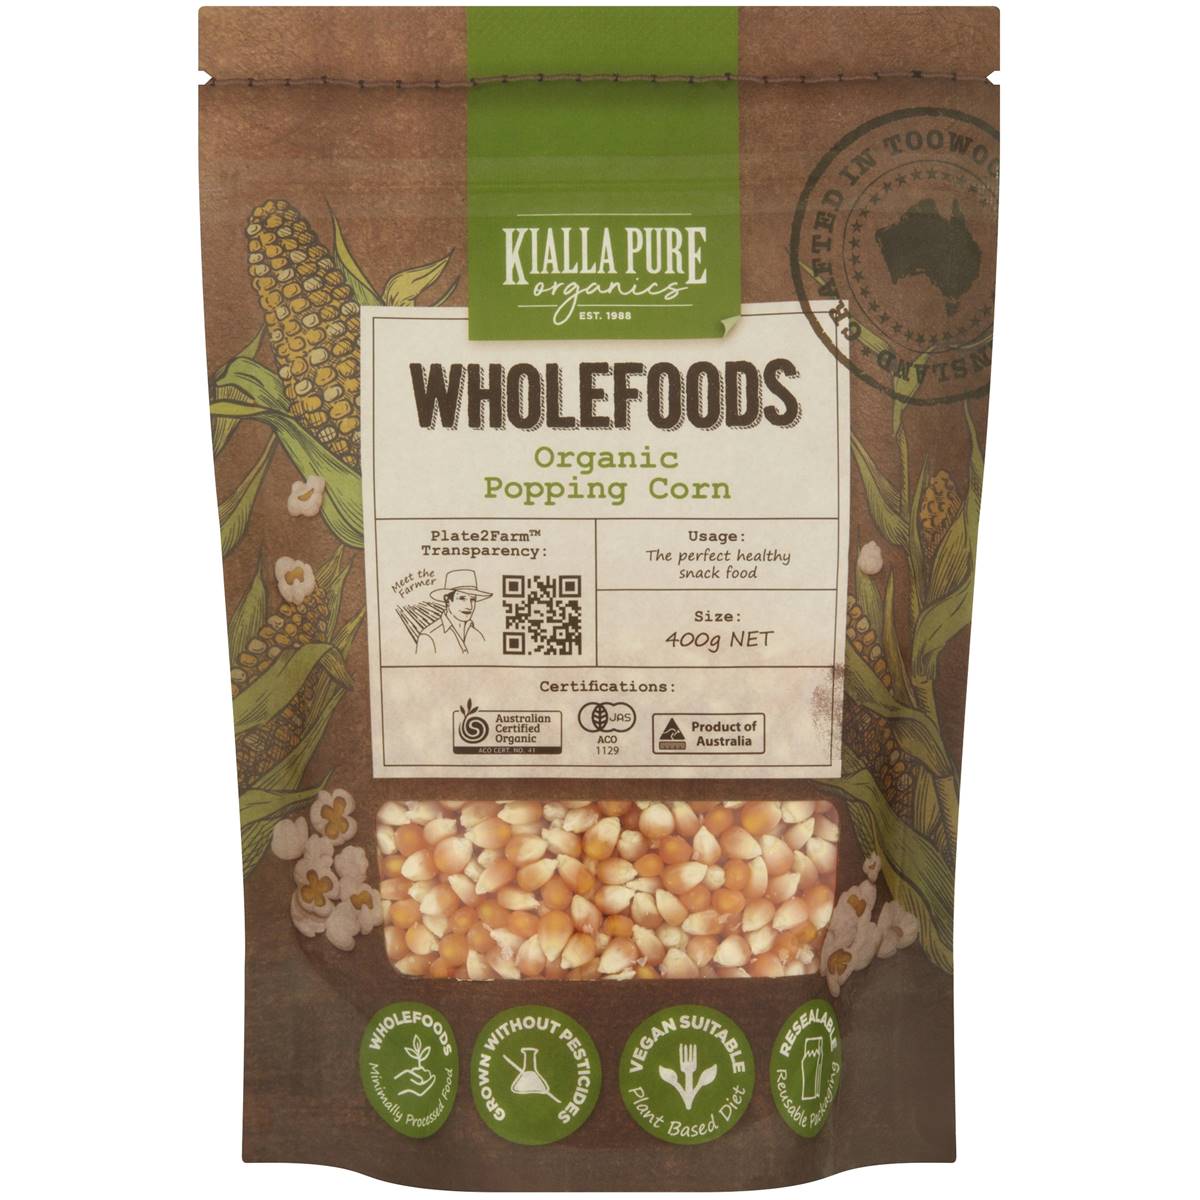 KIALLA PURE
organics
EST. 1988
CRAFTED IN
WHOLEFOODS
Organic
Popping Corn
Plate2Farm™
Transparency:
Meet the
Farmer
Usage:
The perfect healthy
snack food
Size:
400g NET
Certifications:
Australian
Certified
Organic
ACO CERT. NO. 41
JAS
ACO
1129
Product of
Australia
WHOLEFOODS
Minimally Processed Food
GROWN WITHOUT PESTICIDES
VEGAN SUITABLE
Plant Based Diet
RESEALABLE
Reusable Packaging